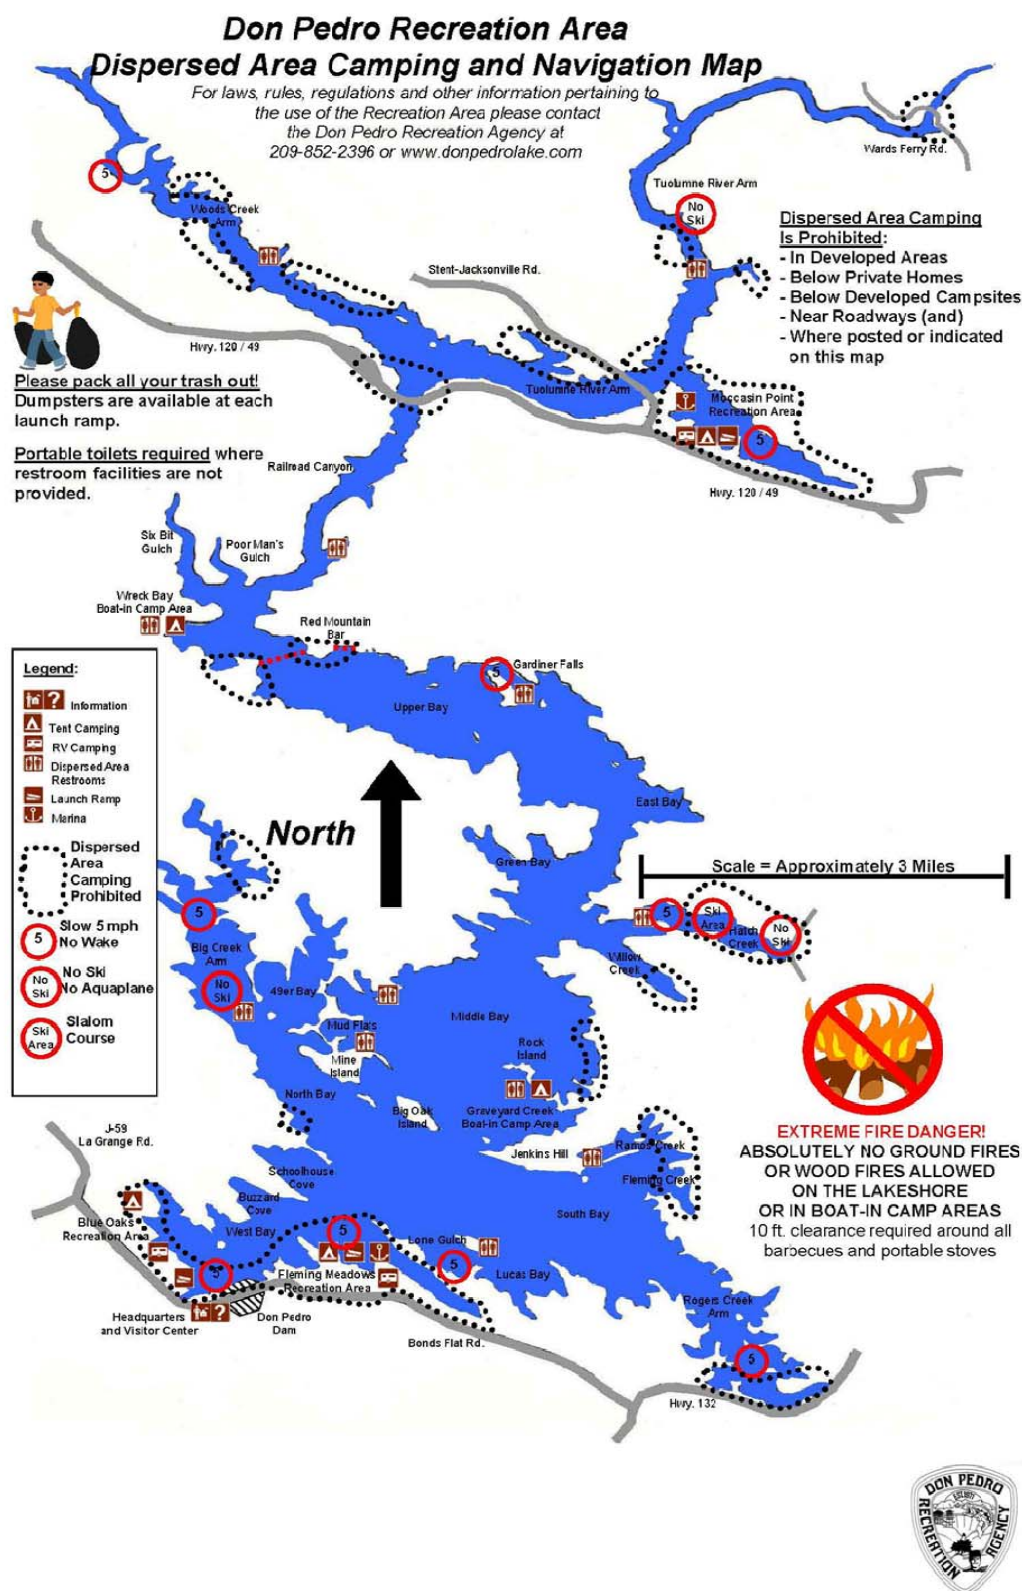 Don Pedro Recreation Area
Dispersed Area Camping and Navigation Map
For laws, rules, regulations and other information pertaining to
the use of the Recreation Area please contact
the Don Pedro Recreation Agency at
209-852-2396 or www.donpedrolake.com
Wards Ferry Rd.
5
Tuolumne River Arm
No
Ski
Woods Creek
Arm
Dispersed Area Camping
Is Prohibited:
- In Developed Areas
- Below Private Homes
- Below Developed Campsites
- Near Roadways (and)
- Where posted or indicated
on this map
Stent-Jacksonville Rd.
Hwy. 120 / 49
Please pack all your trash out!
Dumpsters are available at each
launch ramp.
Tuolumne River Arm
Moccasin Point
Recreation Area
5
Portable toilets required where
restroom facilities are not
provided.
Railroad Canyon
Hwy. 120 / 49
Six Bit
Gulch
Poor Man's
Gulch
Wreck Bay
Boat-in Camp Area
Red Mountain
Bar
5
Gardiner Falls
Upper Bay
Legend:
?
Information
Tent Camping
RV Camping
Dispersed Area
Restrooms
Launch Ramp
Marina
Dispersed
Area
Camping
Prohibited
5
Slow 5 mph
No Wake
No
Ski
No Ski
No Aquaplane
Ski
Area
Slalom
Course
East Bay
North
Green Bay
Scale = Approximately 3 Miles
5
Ski
Area
Hatch
Creek
No
Ski
5
Big Creek
Arm
Willow
Creek
No
Ski
49er Bay
Middle Bay
Mud Flats
Mine
Island
Rock
Island
North Bay
Big Oak
Island
Graveyard Creek
Boat-in Camp Area
J-59
La Grange Rd.
Jenkins Hill
Ramos Creek
Fleming Creek
EXTREME FIRE DANGER!
ABSOLUTELY NO GROUND FIRES
OR WOOD FIRES ALLOWED
ON THE LAKESHORE
OR IN BOAT-IN CAMP AREAS
10 ft. clearance required around all
barbecues and portable stoves
Schoolhouse
Cove
Buzzard
Cove
Blue Oaks
Recreation Area
West Bay
5
South Bay
Lone Gulch
5
5
Lucas Bay
Fleming Meadows
Recreation Area
Rogers Creek
Arm
Headquarters
and Visitor Center
?
Don Pedro
Dam
Bonds Flat Rd.
5
Hwy. 132
DON PEDRO
RECREATION
AGENCY